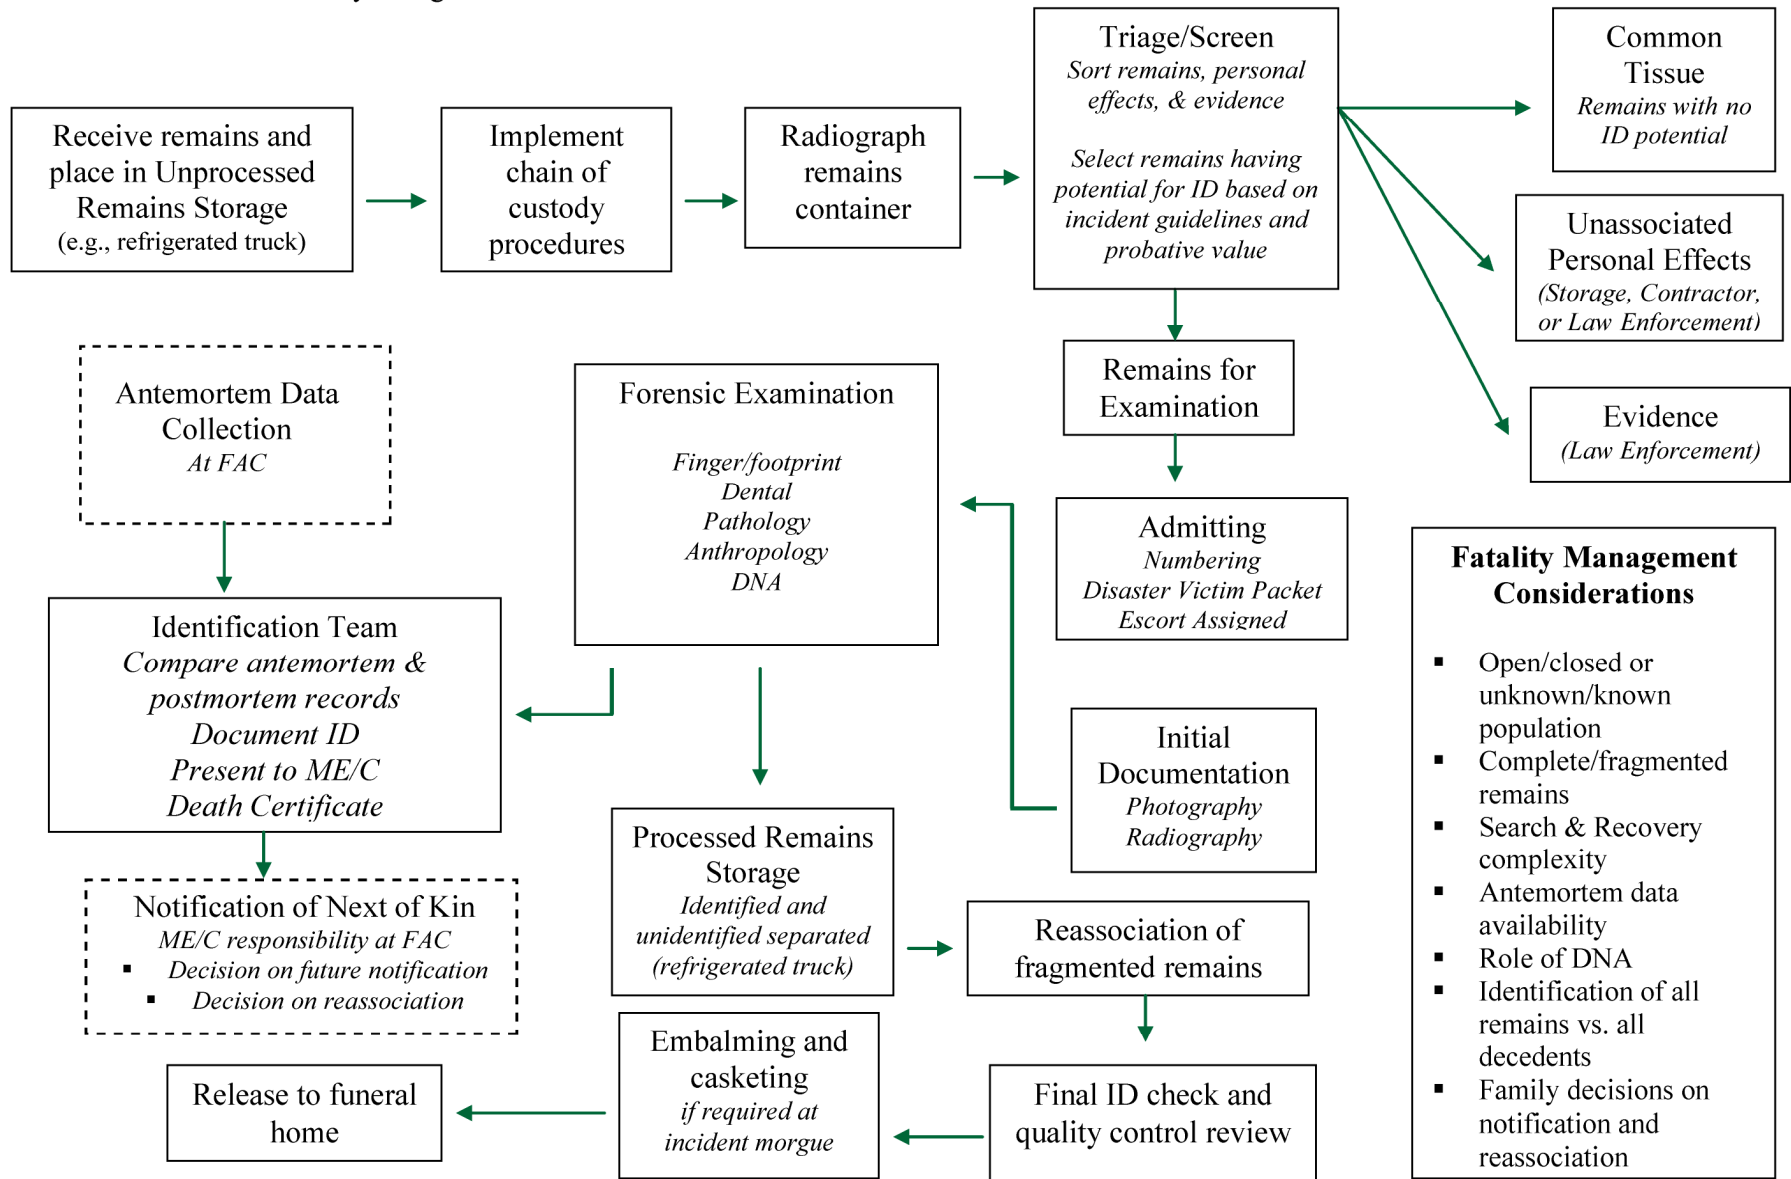 Receive remains and
place in Unprocessed
Remains Storage
(e.g., refrigerated truck)
Implement
chain of
custody
procedures
Radiograph
remains
container
Triage/Screen
Sort remains, personal
effects, & evidence
Select remains having
potential for ID based on
incident guidelines and
probative value
Common
Tissue
Remains with no
ID potential
Unassociated
Personal Effects
(Storage, Contractor,
or Law Enforcement)
Evidence
(Law Enforcement)
Remains for
Examination
Admitting
Numbering
Disaster Victim Packet
Escort Assigned
Initial
Documentation
Photography
Radiography
Forensic Examination
Finger/footprint
Dental
Pathology
Anthropology
DNA
Antemortem Data
Collection
At FAC
Identification Team
Compare antemortem &
postmortem records
Document ID
Present to ME/C
Death Certificate
Notification of Next of Kin
ME/C responsibility at FAC
▪ Decision on future notification
▪ Decision on reassociation
Processed Remains
Storage
Identified and
unidentified separated
(refrigerated truck)
Reassociation of
fragmented remains
Final ID check and
quality control review
Embalming and
casketing
if required at
incident morgue
Release to funeral
home
Fatality Management
Considerations
▪ Open/closed or
unknown/known
population
▪ Complete/fragmented
remains
▪ Search & Recovery
complexity
▪ Antemortem data
availability
▪ Role of DNA
▪ Identification of all
remains vs. all
decedents
▪ Family decisions on
notification and
reassociation